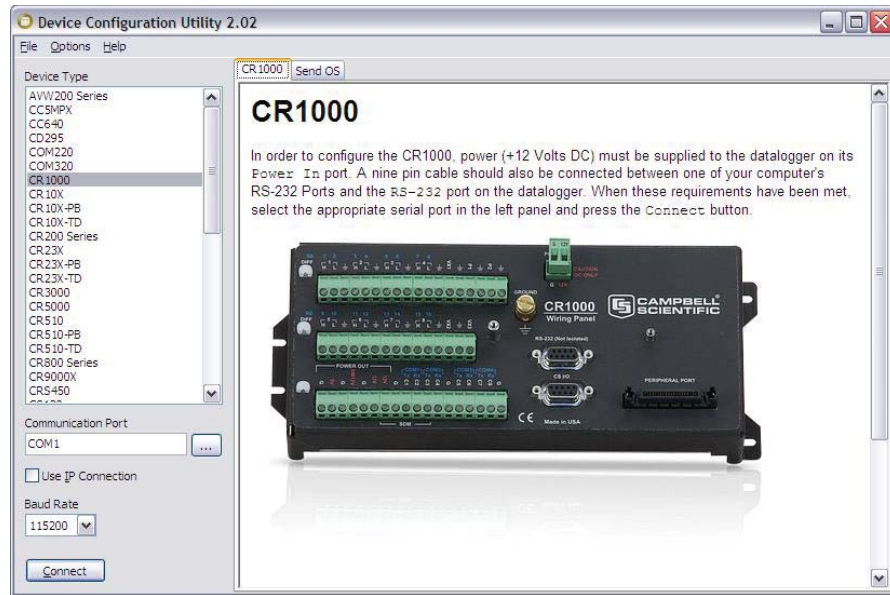 Device Configuration Utility 2.02
File Options Help
Device Type
AVW200 Series
CC5MPX
CC640
CD295
COM220
COM320
CR1000
CR10X
CR10X-PB
CR10X-TD
CR200 Series
CR23X
CR23X-PB
CR23X-TD
CR3000
CR5000
CR510
CR510-PB
CR510-TD
CR800 Series
CR9000X
CRS450
Communication Port
COM1
...
Use IP Connection
Baud Rate
115200
Connect
CR1000 Send OS
CR1000
In order to configure the CR1000, power (+12 Volts DC) must be supplied to the datalogger on its
Power In port. A nine pin cable should also be connected between one of your computer's
RS-232 Ports and the RS-232 port on the datalogger. When these requirements have been met,
select the appropriate serial port in the left panel and press the Connect button.
G 12V
CAUTION
DC ONLY
G 12V
GROUND
CR1000
Wiring Panel
CAMPBELL
SCIENTIFIC
RS-232 (Not Isolated)
CS I/O
Made in USA
PERIPHERAL PORT
DIFF
DIFF
POWER OUT
SDM
CE